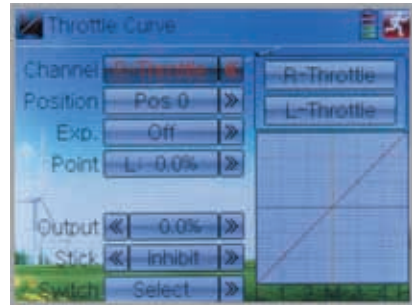 Throttle Curve
Channel R-Throttle
Position Pos 0
Exp. Off
Point L: 0.0%
Output 0.0%
Stick Inhibit
Switch Select
R-Throttle
L-Throttle